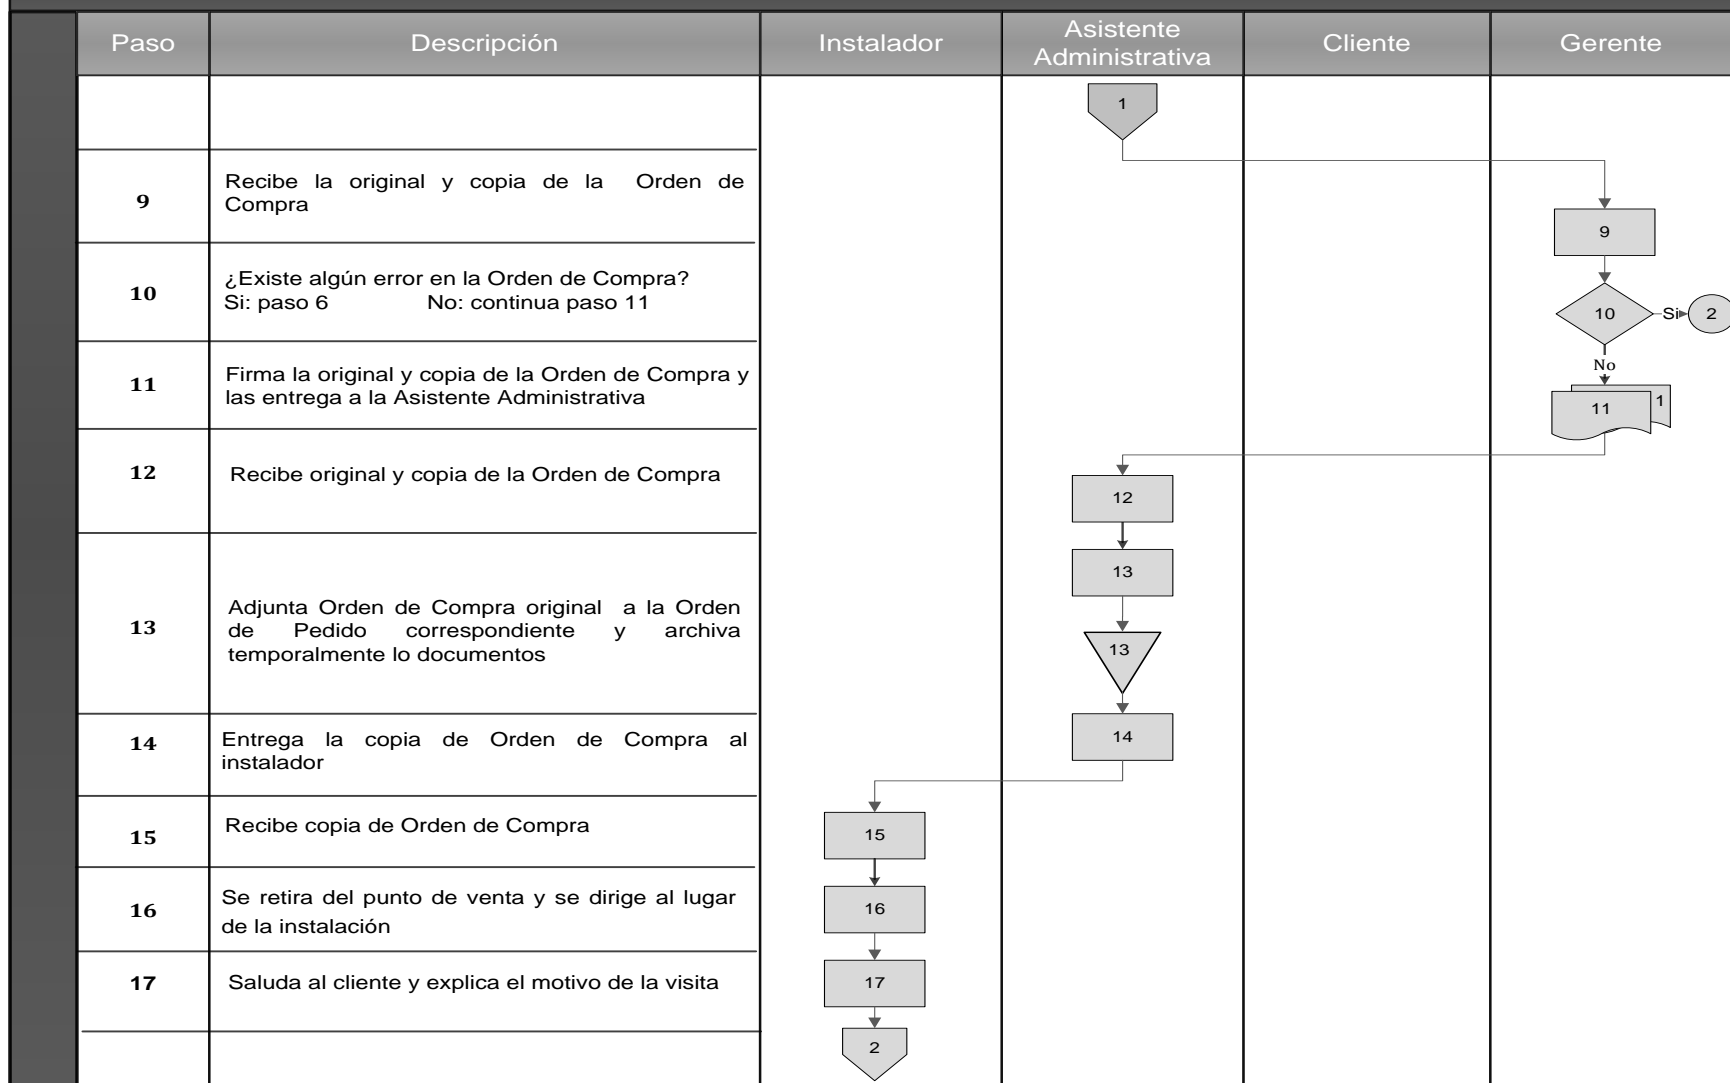 Paso Descripción Instalador Asistente Administrativa Cliente Gerente
1
9 Recibe la original y copia de la Orden de
Compra
9
10 ¿Existe algún error en la Orden de Compra?
Si: paso 6 No: continua paso 11
10 Si 2
No
11 Firma la original y copia de la Orden de Compra y
las entrega a la Asistente Administrativa
11 1
12 Recibe original y copia de la Orden de Compra
12
13
13 Adjunta Orden de Compra original a la Orden
de Pedido correspondiente y archiva
temporalmente lo documentos
13
14 Entrega la copia de Orden de Compra al
instalador
14
15 Recibe copia de Orden de Compra
15
16 Se retira del punto de venta y se dirige al lugar
de la instalación
16
17 Saluda al cliente y explica el motivo de la visita
17
2